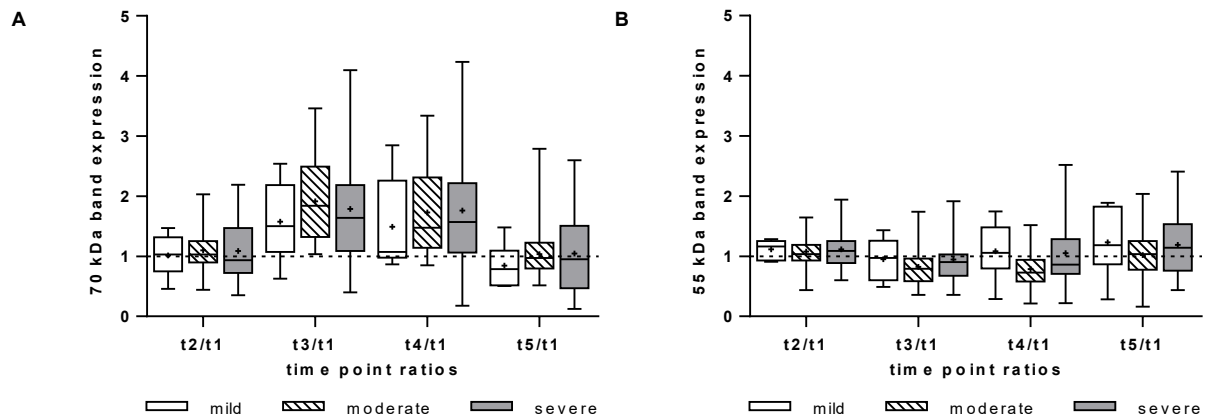 A
B
70 kDa band expression
5
4
3
2
1
0
t2/t1 t3/t1 t4/t1 t5/t1
time point ratios
mild moderate severe
55 kDa band expression
5
4
3
2
1
0
t2/t1 t3/t1 t4/t1 t5/t1
time point ratios
mild moderate severe